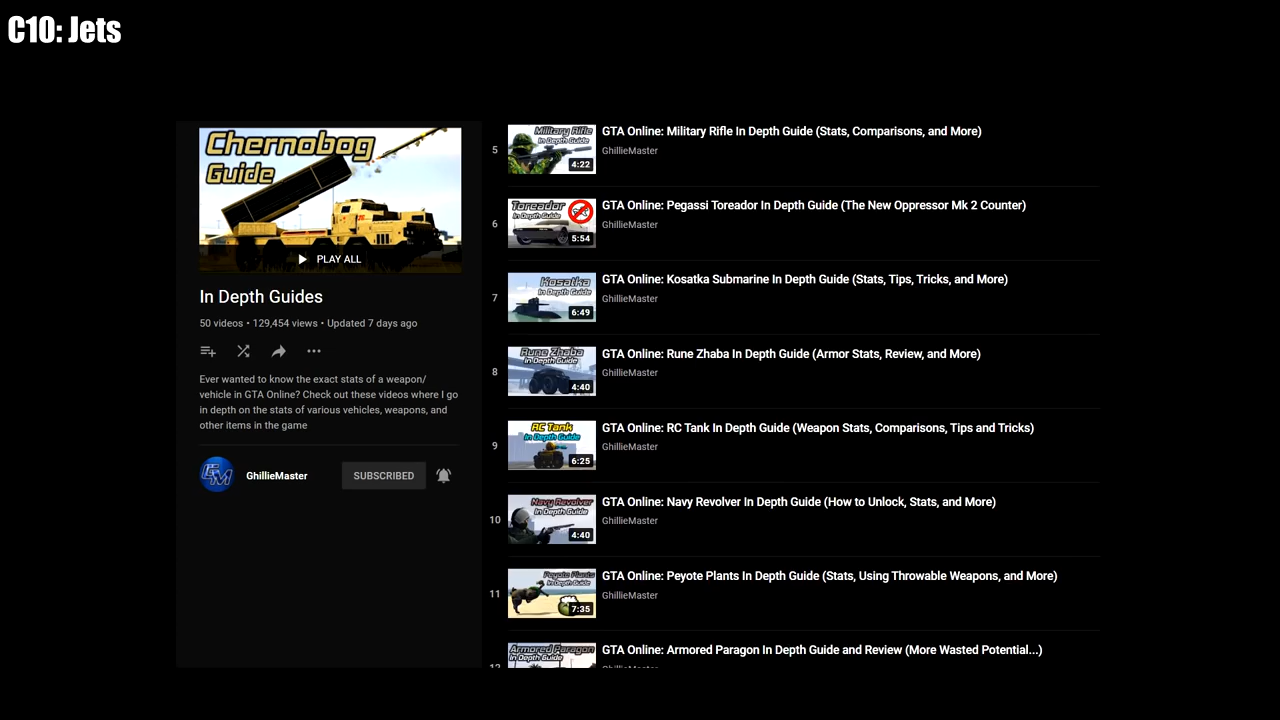 C10: Jets
Chernobog
Guide
PLAY ALL
In Depth Guides
50 videos • 129,454 views • Updated 7 days ago
Ever wanted to know the exact stats of a weapon/
vehicle in GTA Online? Check out these videos where I go
in depth on the stats of various vehicles, weapons, and
other items in the game
GM
GhillieMaster
SUBSCRIBED
5
Military Rifle
In Depth Guide
4:22
GTA Online: Military Rifle In Depth Guide (Stats, Comparisons, and More)
GhillieMaster
6
Toreador
In Depth Guide
5:54
GTA Online: Pegassi Toreador In Depth Guide (The New Oppressor Mk 2 Counter)
GhillieMaster
7
Kosatka
In Depth Guide
6:49
GTA Online: Kosatka Submarine In Depth Guide (Stats, Tips, Tricks, and More)
GhillieMaster
8
Rune Zhaba
In Depth Guide
4:40
GTA Online: Rune Zhaba In Depth Guide (Armor Stats, Review, and More)
GhillieMaster
9
RC Tank
In Depth Guide
6:25
GTA Online: RC Tank In Depth Guide (Weapon Stats, Comparisons, Tips and Tricks)
GhillieMaster
10
Navy Revolver
In Depth Guide
4:40
GTA Online: Navy Revolver In Depth Guide (How to Unlock, Stats, and More)
GhillieMaster
11
Peyote Plants
In Depth Guide
7:35
GTA Online: Peyote Plants In Depth Guide (Stats, Using Throwable Weapons, and More)
GhillieMaster
12
Armored Paragon
In Depth Guide
GTA Online: Armored Paragon In Depth Guide and Review (More Wasted Potential...)
GhillieMaster